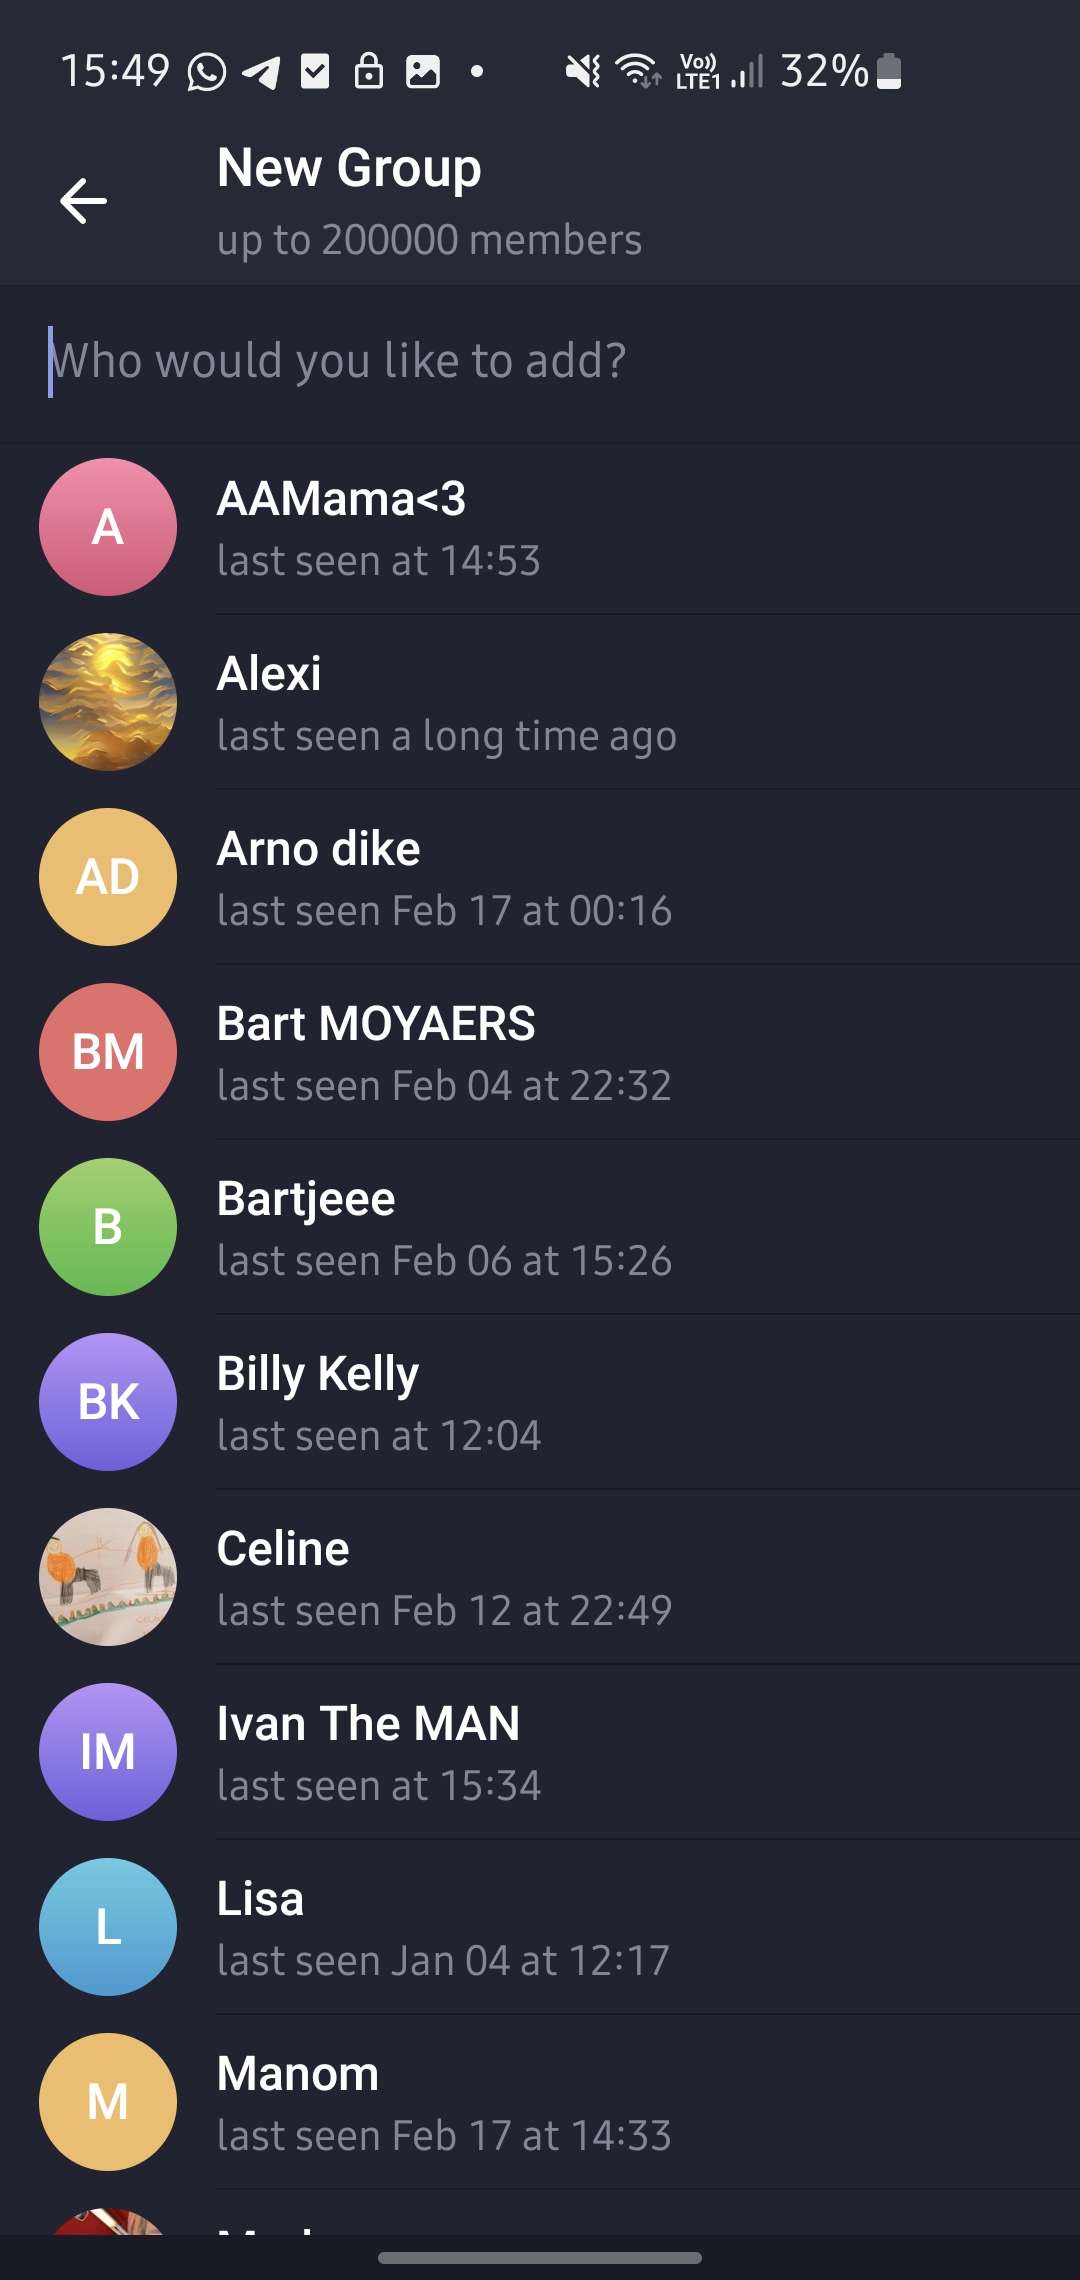 15:49 Vo)) LTE1 32%
New Group
up to 200000 members
Who would you like to add?
A
AAMama<3
last seen at 14:53
Alexi
last seen a long time ago
AD
Arno dike
last seen Feb 17 at 00:16
BM
Bart MOYAERS
last seen Feb 04 at 22:32
B
Bartjeee
last seen Feb 06 at 15:26
BK
Billy Kelly
last seen at 12:04
Celine
last seen Feb 12 at 22:49
IM
Ivan The MAN
last seen at 15:34
L
Lisa
last seen Jan 04 at 12:17
M
Manom
last seen Feb 17 at 14:33